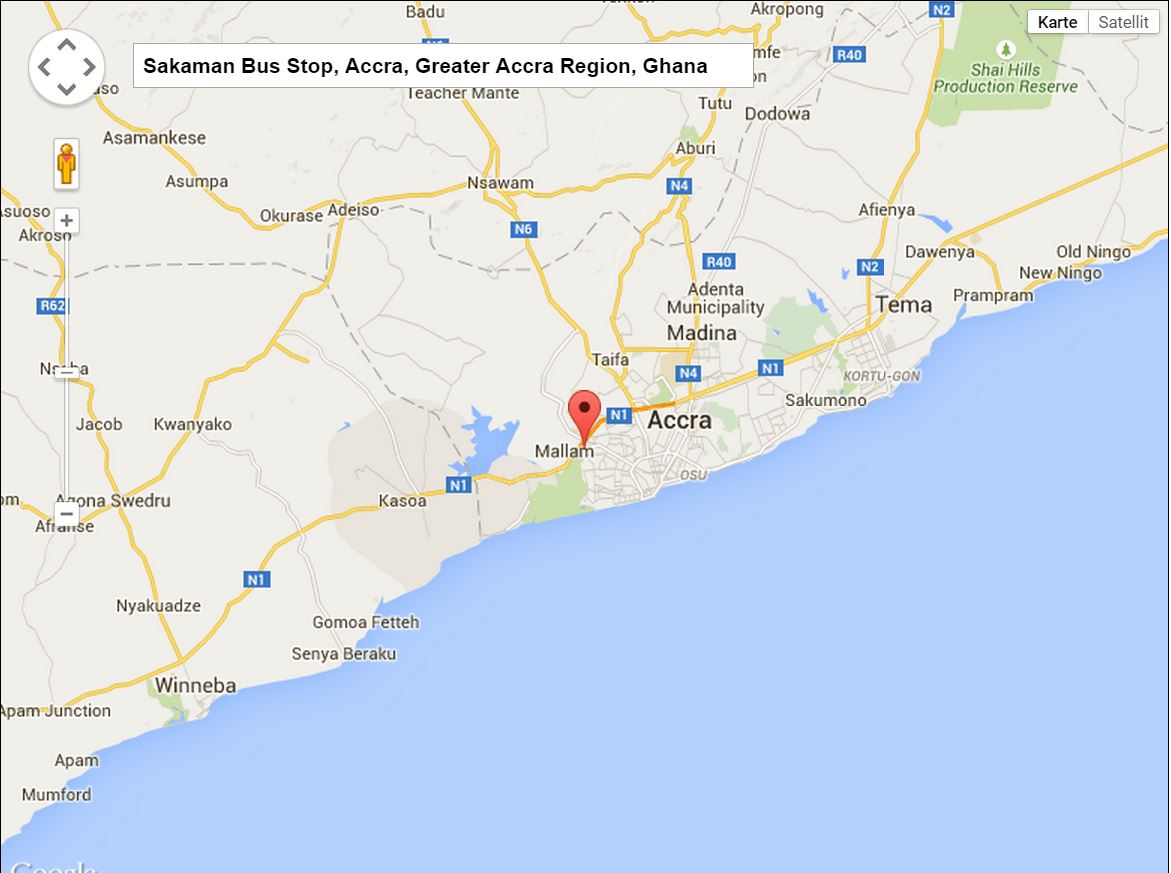 Badu
Akropong
N2
Karte
Satellit
R40
Sakaman Bus Stop, Accra, Greater Accra Region, Ghana
Shai Hills
Production Reserve
Teacher Mante
Tutu
Dodowa
Asamankese
Aburi
Asumpa
Nsawam
N4
Okurase
Adeiso
Afienya
Akroso
N6
Dawenya
Old Ningo
R40
N2
New Ningo
Adenta
Municipality
Prampram
R62
Tema
Madina
Taifa
N4
N1
KORTU-GON
Sakumono
N1
Accra
Jacob
Kwanyako
Mallam
OSU
N1
Kasoa
Agona Swedru
Afranse
N1
Nyakuadze
Gomoa Fetteh
Senya Beraku
Winneba
Apam Junction
Apam
Mumford
Google